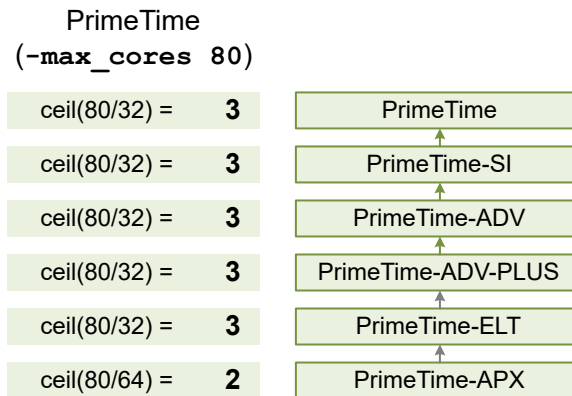 PrimeTime
(-max_cores 80)
ceil(80/32) = 3 PrimeTime
ceil(80/32) = 3 PrimeTime-SI
ceil(80/32) = 3 PrimeTime-ADV
ceil(80/32) = 3 PrimeTime-ADV-PLUS
ceil(80/32) = 3 PrimeTime-ELT
ceil(80/64) = 2 PrimeTime-APX